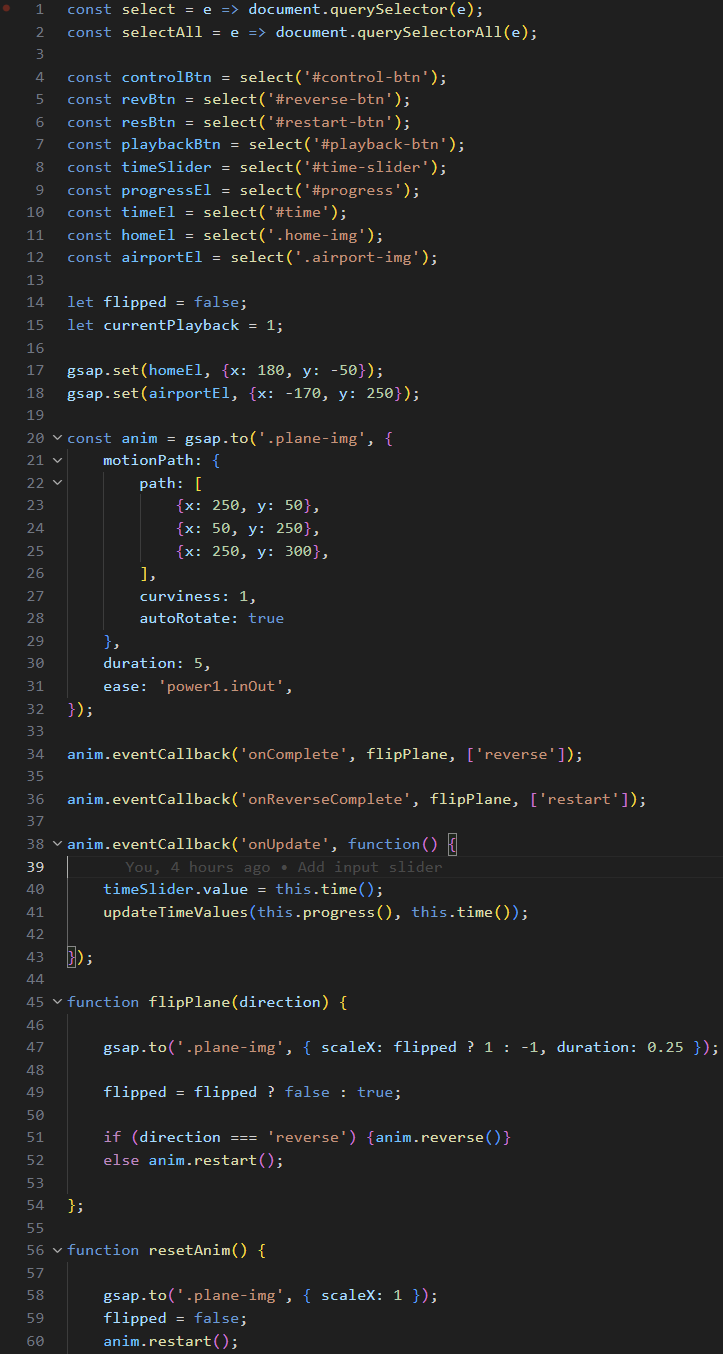 1 const select = e => document.querySelector(e);
2 const selectAll = e => document.querySelectorAll(e);
3
4 const controlBtn = select('#control-btn');
5 const revBtn = select('#reverse-btn');
6 const resBtn = select('#restart-btn');
7 const playbackBtn = select('#playback-btn');
8 const timeSlider = select('#time-slider');
9 const progressEl = select('#progress');
10 const timeEl = select('#time');
11 const homeEl = select('.home-img');
12 const airportEl = select('.airport-img');
13
14 let flipped = false;
15 let currentPlayback = 1;
16
17 gsap.set(homeEl, {x: 180, y: -50});
18 gsap.set(airportEl, {x: -170, y: 250});
19
20 const anim = gsap.to('.plane-img', {
21 motionPath: {
22 path: [
23 {x: 250, y: 50},
24 {x: 50, y: 250},
25 {x: 250, y: 300},
26 ],
27 curviness: 1,
28 autoRotate: true
29 },
30 duration: 5,
31 ease: 'power1.inOut',
32 });
33
34 anim.eventCallback('onComplete', flipPlane, ['reverse']);
35
36 anim.eventCallback('onReverseComplete', flipPlane, ['restart']);
37
38 anim.eventCallback('onUpdate', function() {
39 You, 4 hours ago • Add input slider
40 timeSlider.value = this.time();
41 updateTimeValues(this.progress(), this.time());
42
43 });
44
45 function flipPlane(direction) {
46
47 gsap.to('.plane-img', { scaleX: flipped ? 1 : -1, duration: 0.25 });
48
49 flipped = flipped ? false : true;
50
51 if (direction === 'reverse') {anim.reverse()}
52 else anim.restart();
53
54 };
55
56 function resetAnim() {
57
58 gsap.to('.plane-img', { scaleX: 1 });
59 flipped = false;
60 anim.restart();